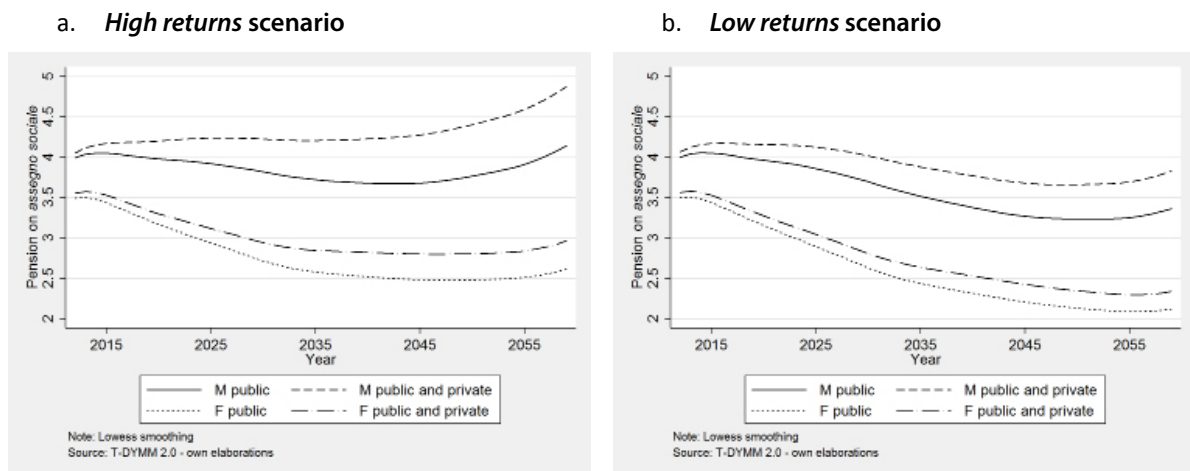 a. High returns scenario
Pension on assegno sociale
5
4.5
4
3.5
3
2.5
2
2015 2025 2035 2045 2055
Year
M public M public and private
F public F public and private
Note: Lowess smoothing
Source: T-DYMM 2.0 - own elaborations
b. Low returns scenario
Pension on assegno sociale
5
4.5
4
3.5
3
2.5
2
2015 2025 2035 2045 2055
Year
M public M public and private
F public F public and private
Note: Lowess smoothing
Source: T-DYMM 2.0 - own elaborations